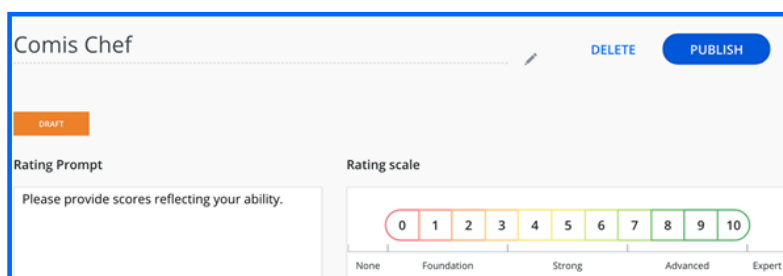 Comis Chef
DELETE
PUBLISH
DRAFT
Rating Prompt
Rating scale
Please provide scores reflecting your ability.
0 1 2 3 4 5 6 7 8 9 10
None Foundation Strong Advanced Expert